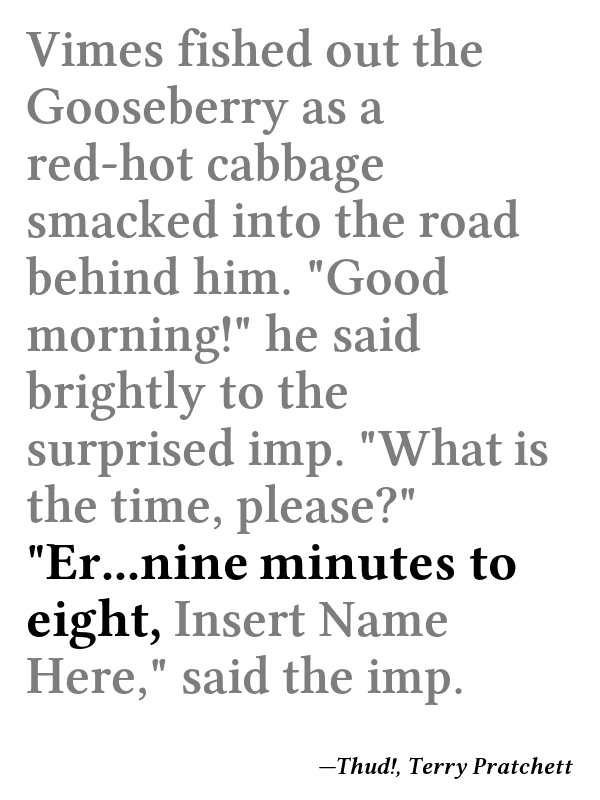 Vimes fished out the
Gooseberry as a
red-hot cabbage
smacked into the road
behind him. "Good
morning!" he said
brightly to the
surprised imp. "What is
the time, please?"
"Er...nine minutes to
eight, Insert Name
Here," said the imp.
—Thud!, Terry Pratchett